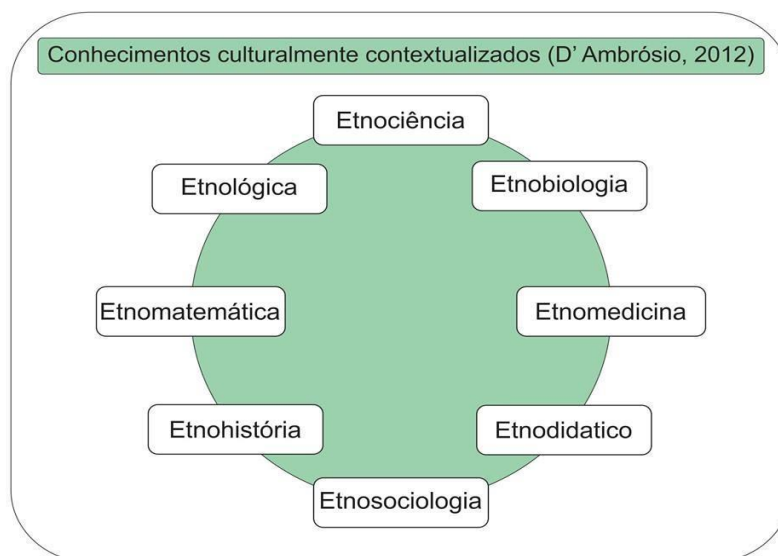 Conhecimentos culturalmente contextualizados (D’ Ambrósio, 2012)
Etnociência
Etnológica
Etnobiologia
Etnomatemática
Etnomedicina
Etnohistória
Etnodidatico
Etnosociologia